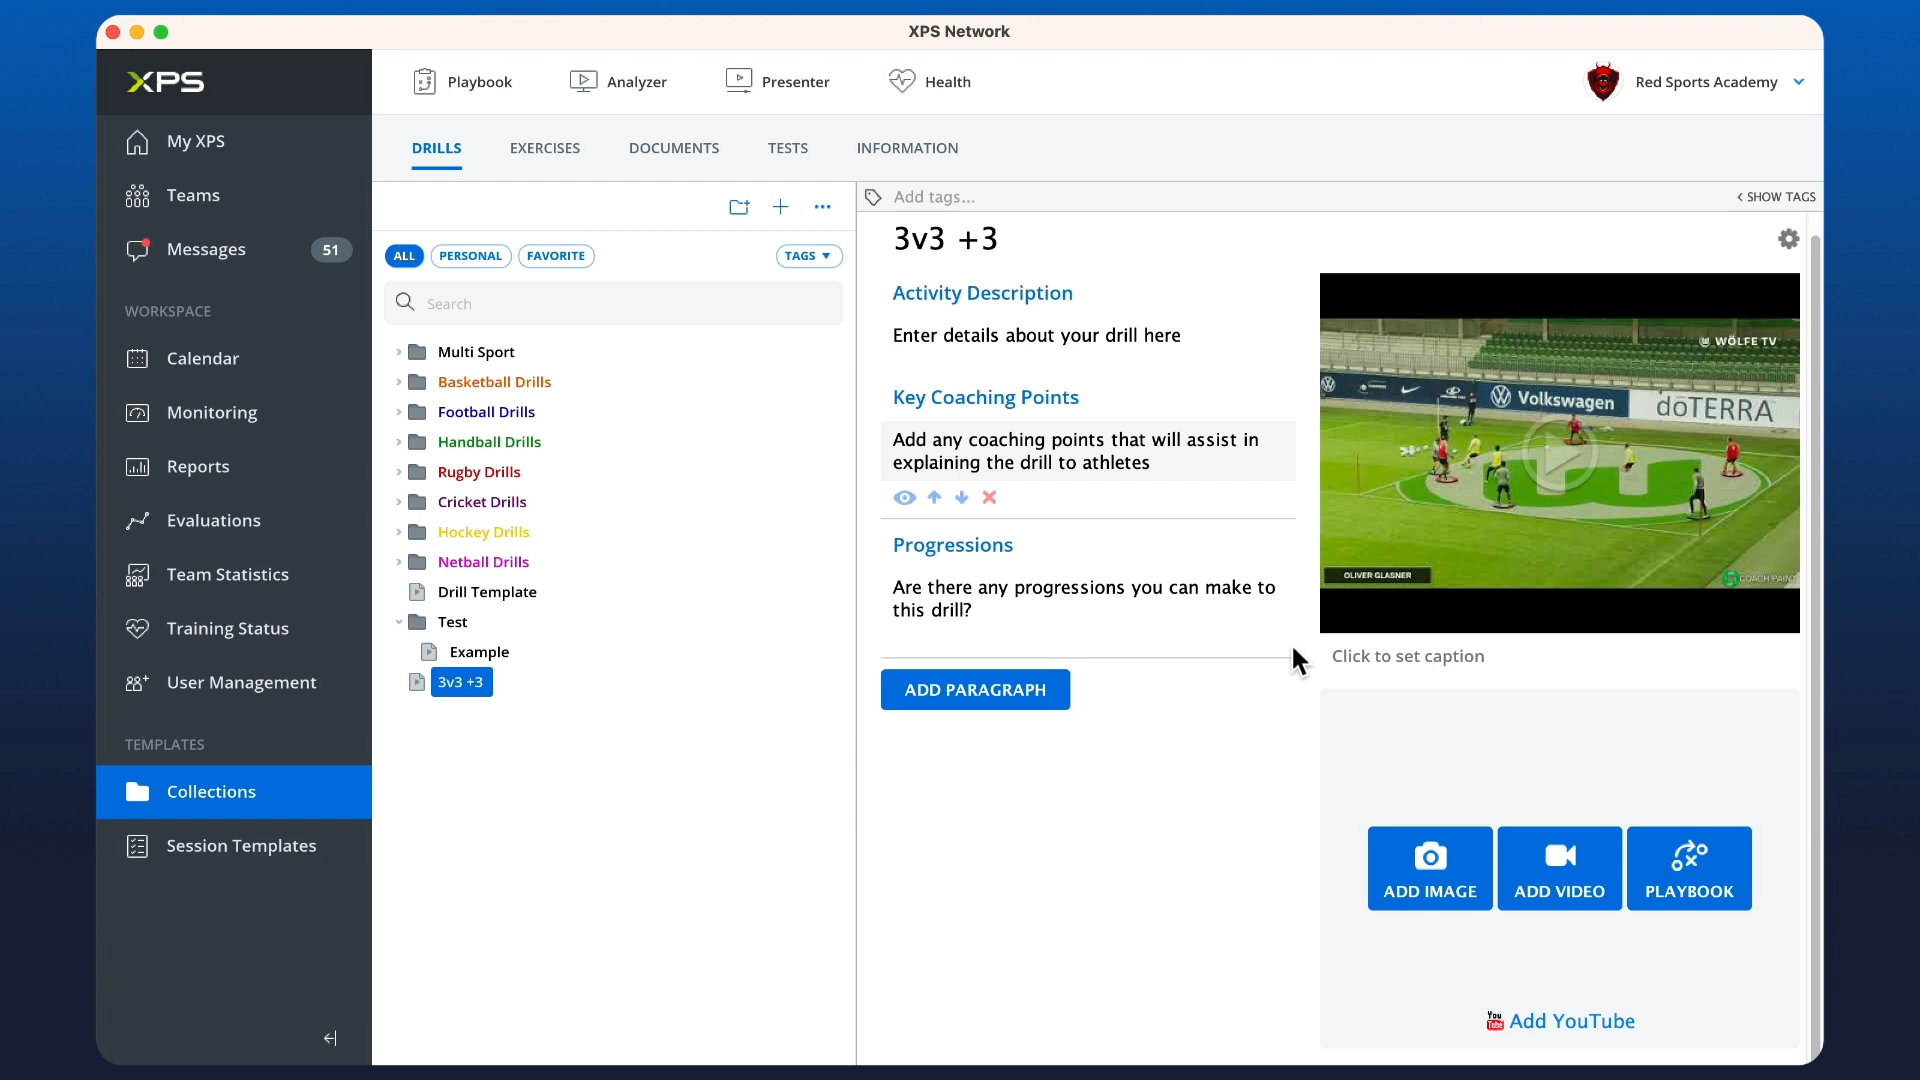 XPS Network
XPS
Playbook
Analyzer
Presenter
Health
Red Sports Academy
My XPS
Teams
Messages
51
WORKSPACE
Calendar
Monitoring
Reports
Evaluations
Team Statistics
Training Status
User Management
TEMPLATES
Collections
Session Templates
DRILLS
EXERCISES
DOCUMENTS
TESTS
INFORMATION
ALL
PERSONAL
FAVORITE
TAGS
Search
Multi Sport
Basketball Drills
Football Drills
Handball Drills
Rugby Drills
Cricket Drills
Hockey Drills
Netball Drills
Drill Template
Test
Example
3v3 +3
Add tags...
SHOW TAGS
3v3 +3
Activity Description
Enter details about your drill here
Key Coaching Points
Add any coaching points that will assist in
explaining the drill to athletes
Progressions
Are there any progressions you can make to
this drill?
ADD PARAGRAPH
WÖLFE TV
Volkswagen
dōTERRA
OLIVER GLASNER
COACH PAINT
Click to set caption
ADD IMAGE
ADD VIDEO
PLAYBOOK
You
Tube
Add YouTube